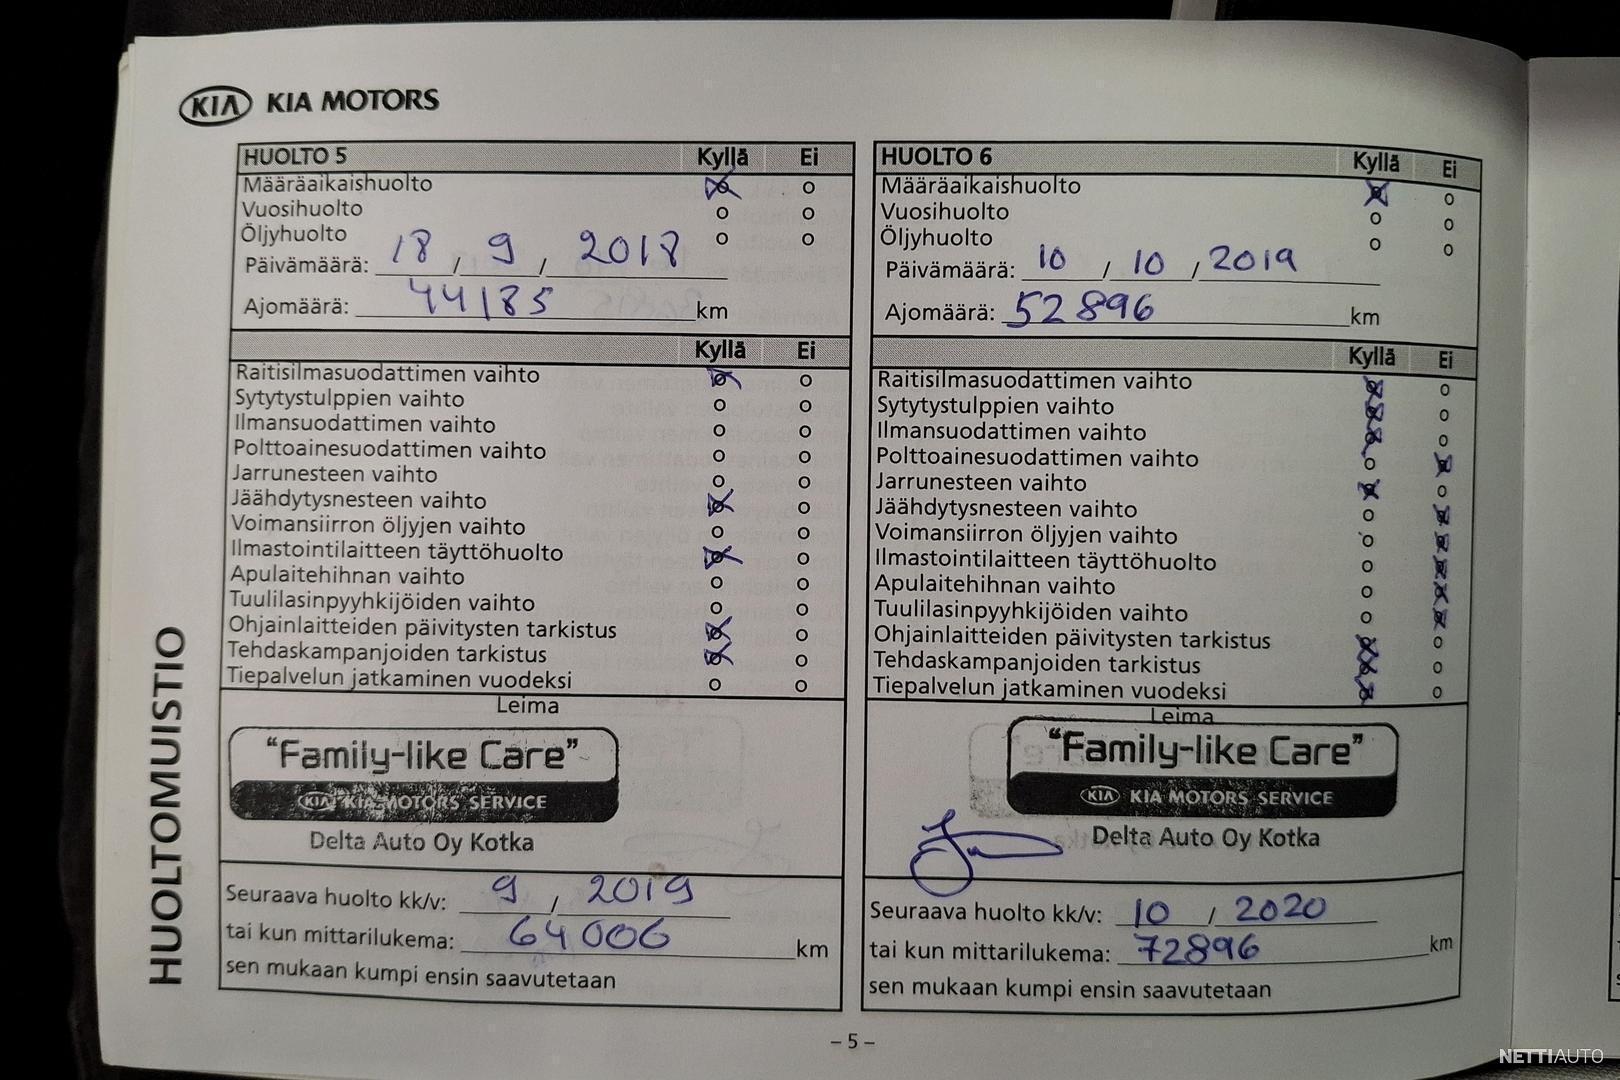 KIA KIA MOTORS
HUOLTO 5 Kyllä Ei
Määräaikaishuolto
Vuosihuolto
Öljyhuolto
Päivämäärä: 18 / 9 / 2018
Ajomäärä: 44185 km
Kyllä Ei
Raitisilmasuodattimen vaihto
Sytytystulppien vaihto
Ilmansuodattimen vaihto
Polttoainesuodattimen vaihto
Jarrunesteen vaihto
Jäähdytysnesteen vaihto
Voimansiirron öljyjen vaihto
Ilmastointilaitteen täyttöhuolto
Apulaitehihnan vaihto
Tuulilasinpyyhkijöiden vaihto
Ohjainlaitteiden päivitysten tarkistus
Tehdaskampanjoiden tarkistus
Tiepalvelun jatkaminen vuodeksi
Leima
“Family-like Care”
KIA KIA MOTORS SERVICE
Delta Auto Oy Kotka
Seuraava huolto kk/v: 9 / 2019
tai kun mittarilukema: 64006 km
sen mukaan kumpi ensin saavutetaan
HUOLTO 6 Kyllä Ei
Määräaikaishuolto
Vuosihuolto
Öljyhuolto
Päivämäärä: 10 / 10 / 2019
Ajomäärä: 52896 km
Kyllä Ei
Raitisilmasuodattimen vaihto
Sytytystulppien vaihto
Ilmansuodattimen vaihto
Polttoainesuodattimen vaihto
Jarrunesteen vaihto
Jäähdytysnesteen vaihto
Voimansiirron öljyjen vaihto
Ilmastointilaitteen täyttöhuolto
Apulaitehihnan vaihto
Tuulilasinpyyhkijöiden vaihto
Ohjainlaitteiden päivitysten tarkistus
Tehdaskampanjoiden tarkistus
Tiepalvelun jatkaminen vuodeksi
Leima
“Family-like Care”
KIA KIA MOTORS SERVICE
Delta Auto Oy Kotka
Seuraava huolto kk/v: 10 / 2020
tai kun mittarilukema: 72896 km
sen mukaan kumpi ensin saavutetaan
HUOLTOMUISTIO
– 5 –
NETTIAUTO